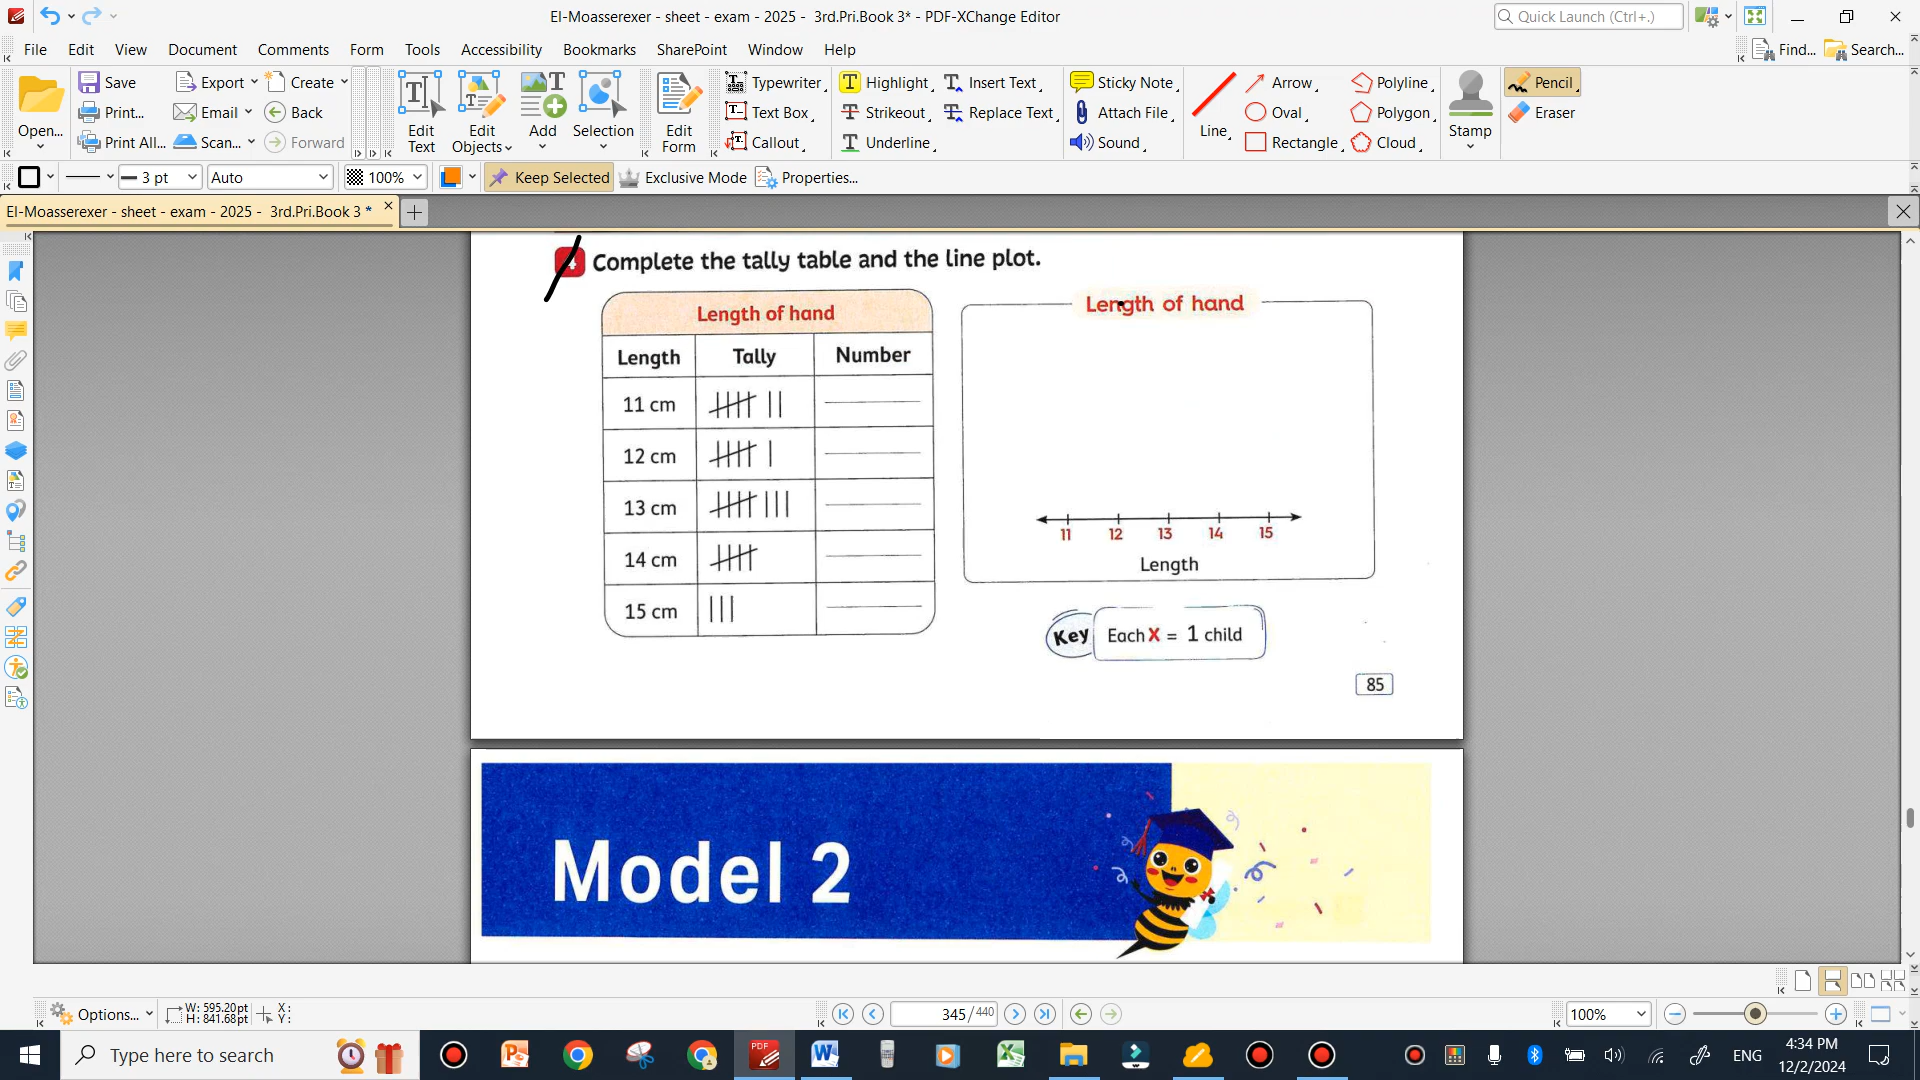 El-Moasserexer - sheet - exam - 2025 - 3rd.Pri.Book 3* - PDF-XChange Editor
Quick Launch (Ctrl+.)
File Edit View Document Comments Form Tools Accessibility Bookmarks SharePoint Window Help
Find... Search...
Open... Save Export Create
Print... Email Back
Print All... Scan... Forward
Edit Text
Edit Objects
Add
Selection
Edit Form
Typewriter Highlight Insert Text Sticky Note Arrow Polyline Pencil
Text Box Strikeout Replace Text Attach File Oval Polygon Eraser
Callout Underline Sound Line Rectangle Cloud Stamp
3 pt Auto 100% Keep Selected Exclusive Mode Properties...
El-Moasserexer - sheet - exam - 2025 - 3rd.Pri.Book 3 *
4 Complete the tally table and the line plot.
Length of hand
Length Tally Number
11 cm
12 cm
13 cm
14 cm
15 cm
Length of hand
11 12 13 14 15
Length
Key Each X = 1 child
85
Model 2
Options... W: 595.20pt H: 841.68pt X: Y:
345 / 440
100%
Type here to search
PDF
ENG
4:34 PM
12/2/2024